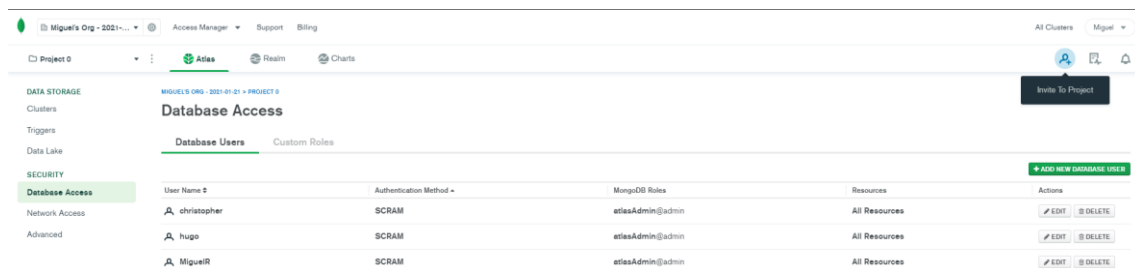 Miguel's Org - 2021-... Access Manager Support Billing All Clusters Miguel
Project 0 Atlas Realm Charts
Invite To Project
DATA STORAGE
Clusters
Triggers
Data Lake
SECURITY
Database Access
Network Access
Advanced
MIGUEL'S ORG - 2021-01-21 > PROJECT 0
Database Access
Database Users Custom Roles
+ ADD NEW DATABASE USER
User Name Authentication Method MongoDB Roles Resources Actions
christopher SCRAM atlasAdmin@admin All Resources EDIT DELETE
hugo SCRAM atlasAdmin@admin All Resources EDIT DELETE
MiguelR SCRAM atlasAdmin@admin All Resources EDIT DELETE